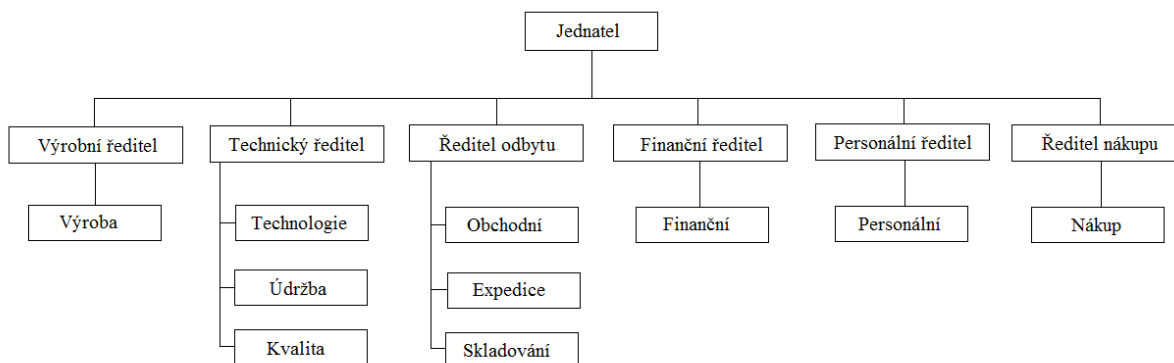 Jednatel
Výrobní ředitel
Technický ředitel
Ředitel odbytu
Finanční ředitel
Personální ředitel
Ředitel nákupu
Výroba
Technologie
Obchodní
Finanční
Personální
Nákup
Údržba
Expedice
Kvalita
Skladování